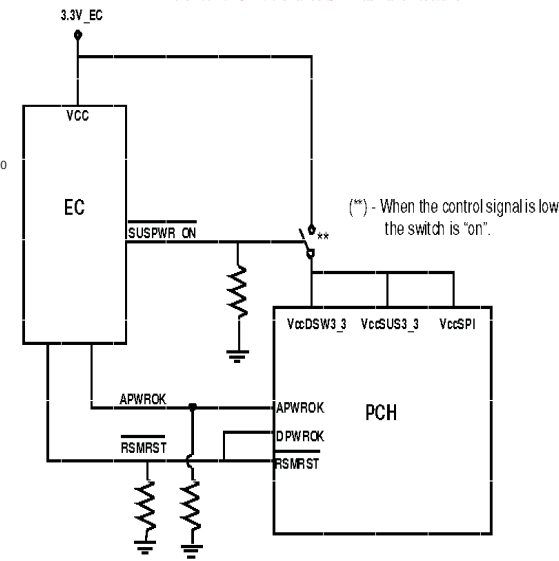 3.3V_EC
VCC
EC
SUSPWR_ON
**
(**) - When the control signal is low
the switch is "on".
VccDSW3_3 VccSUS3_3 VccSPI
APWROK
APWROK
PCH
DPWROK
RSMRST
RSMRST